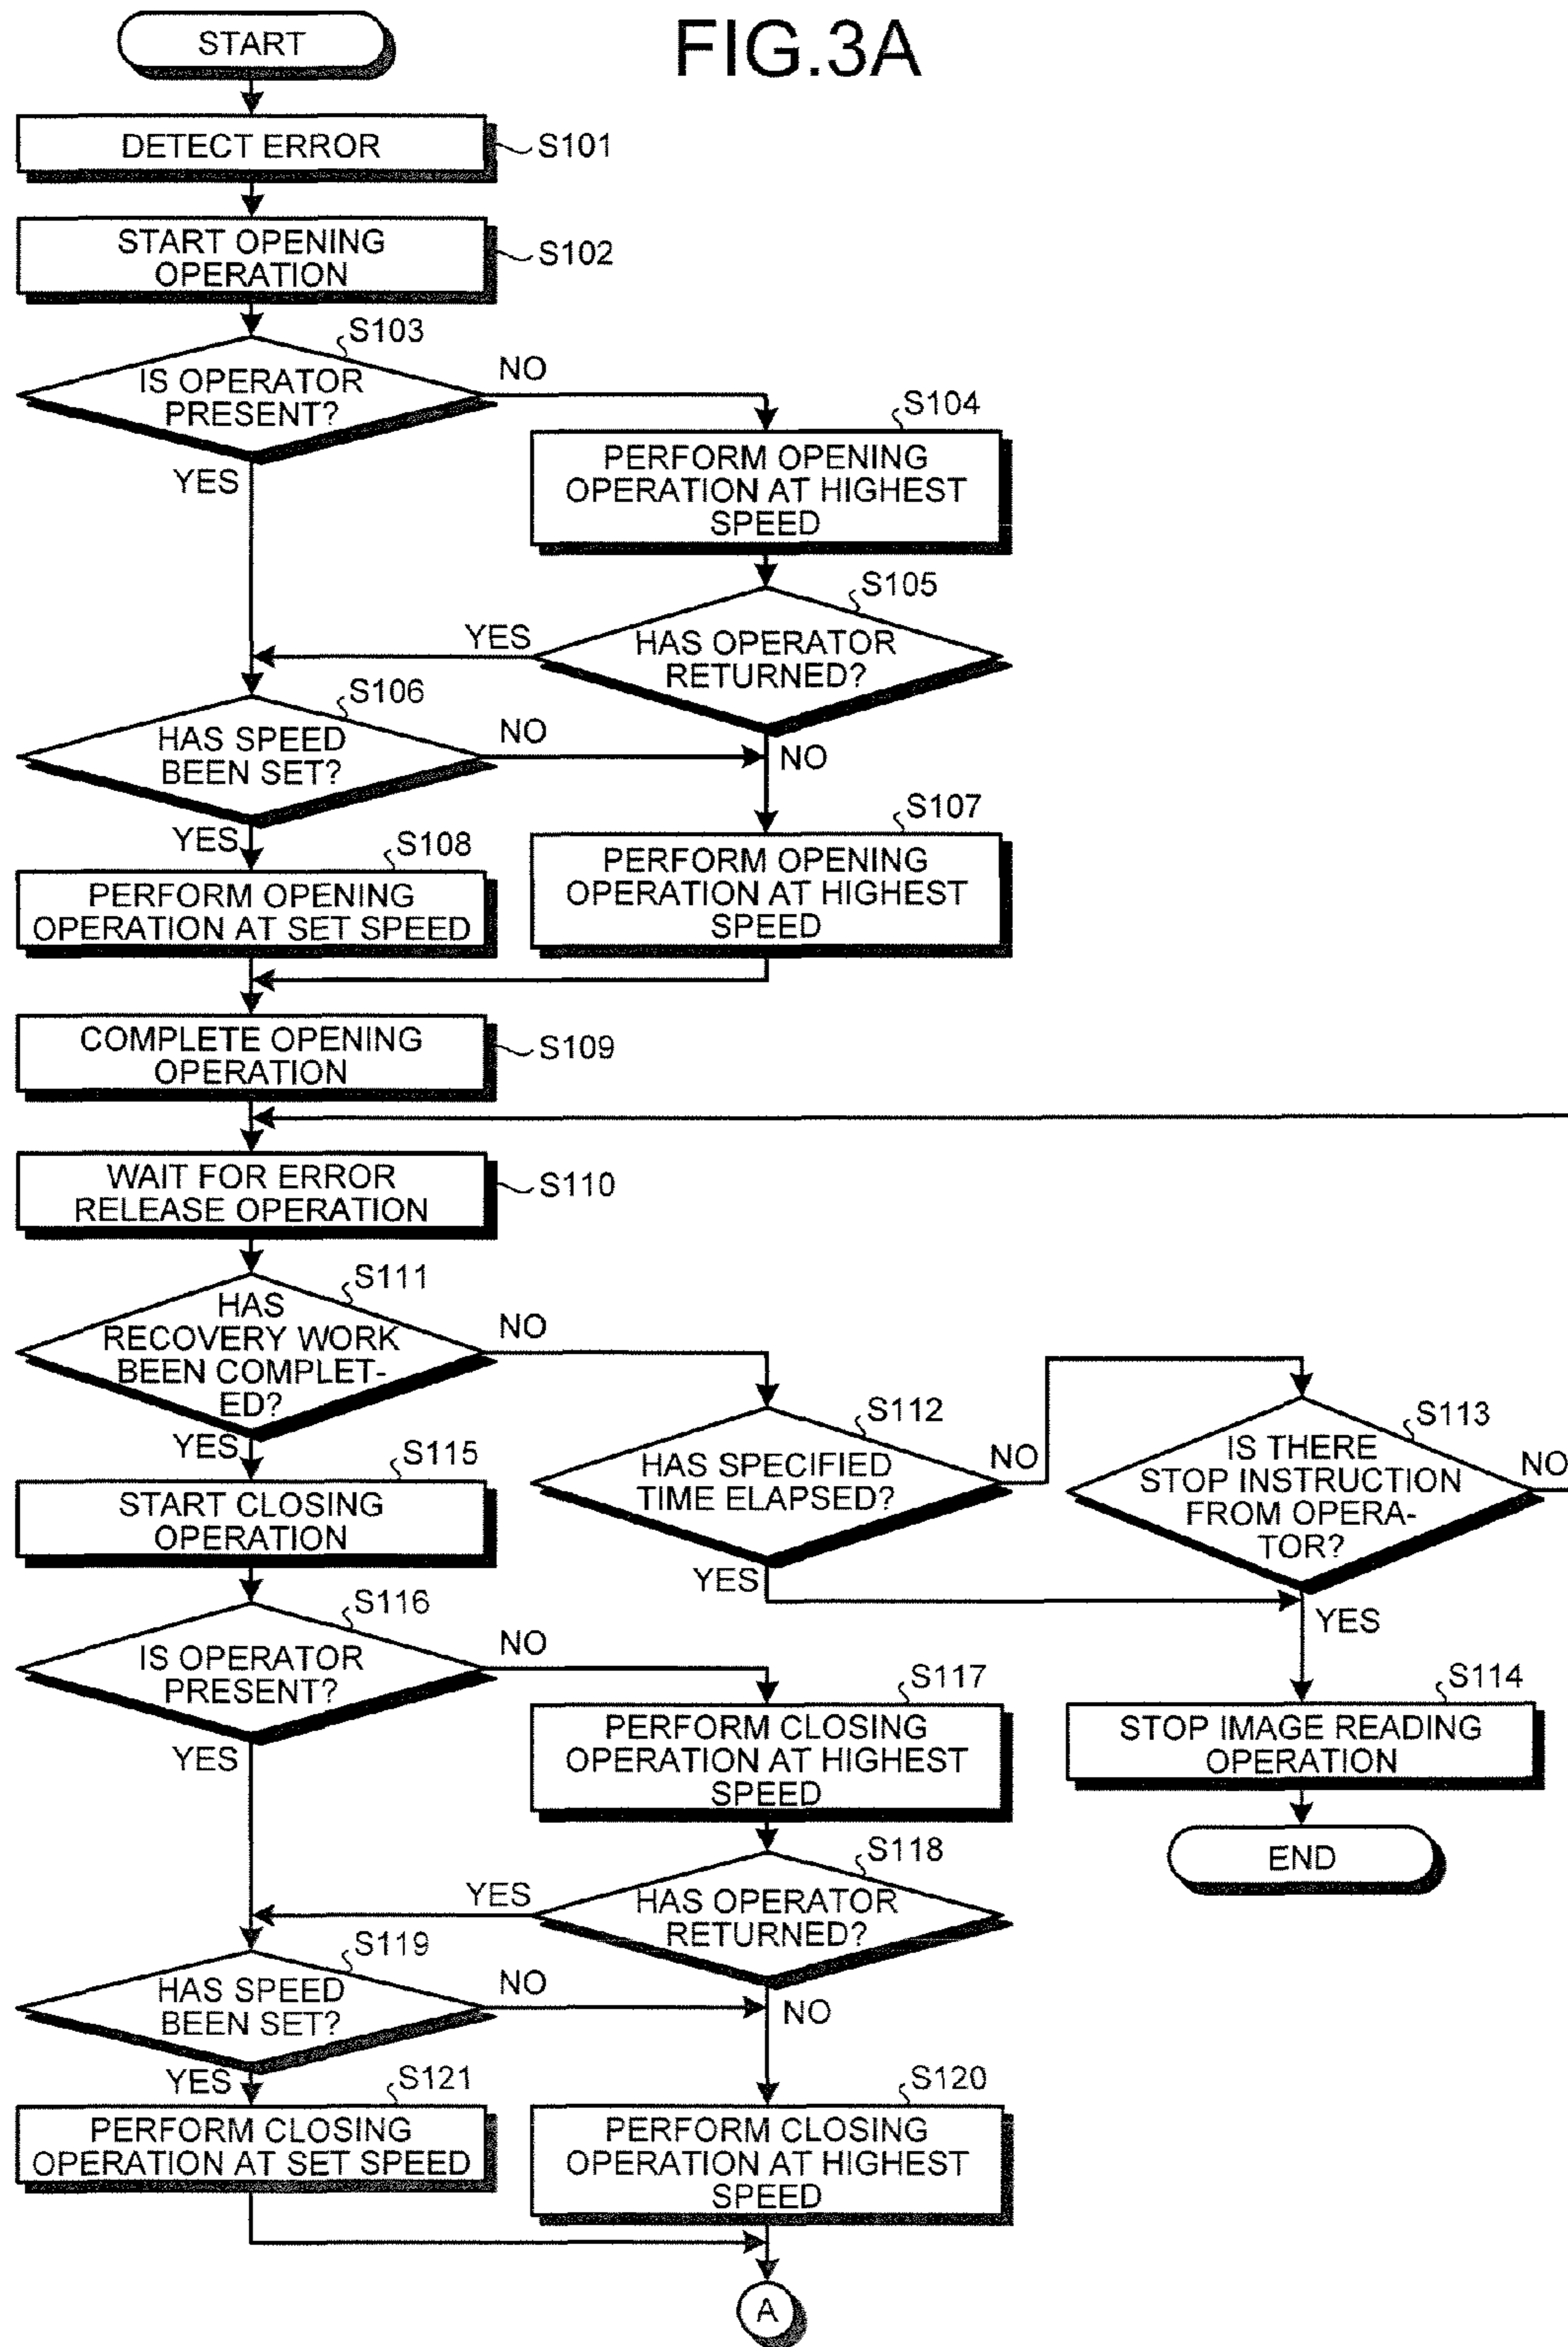 FIG.3A
START
DETECT ERROR
S101
START OPENING
OPERATION
S102
S103
IS OPERATOR
PRESENT?
NO
YES
S104
PERFORM OPENING
OPERATION AT HIGHEST
SPEED
S105
HAS OPERATOR
RETURNED?
YES
NO
S106
HAS SPEED
BEEN SET?
NO
YES
S107
PERFORM OPENING
OPERATION AT HIGHEST
SPEED
S108
PERFORM OPENING
OPERATION AT SET SPEED
COMPLETE OPENING
OPERATION
S109
WAIT FOR ERROR
RELEASE OPERATION
S110
S111
HAS
RECOVERY WORK
BEEN COMPLET-
ED?
NO
YES
S112
HAS SPECIFIED
TIME ELAPSED?
NO
YES
S113
IS THERE
STOP INSTRUCTION
FROM OPERA-
TOR?
NO
YES
S114
STOP IMAGE READING
OPERATION
END
S115
START CLOSING
OPERATION
S116
IS OPERATOR
PRESENT?
NO
YES
S117
PERFORM CLOSING
OPERATION AT HIGHEST
SPEED
S118
HAS OPERATOR
RETURNED?
YES
NO
S119
HAS SPEED
BEEN SET?
NO
YES
S121
PERFORM CLOSING
OPERATION AT SET SPEED
S120
PERFORM CLOSING
OPERATION AT HIGHEST
SPEED
A